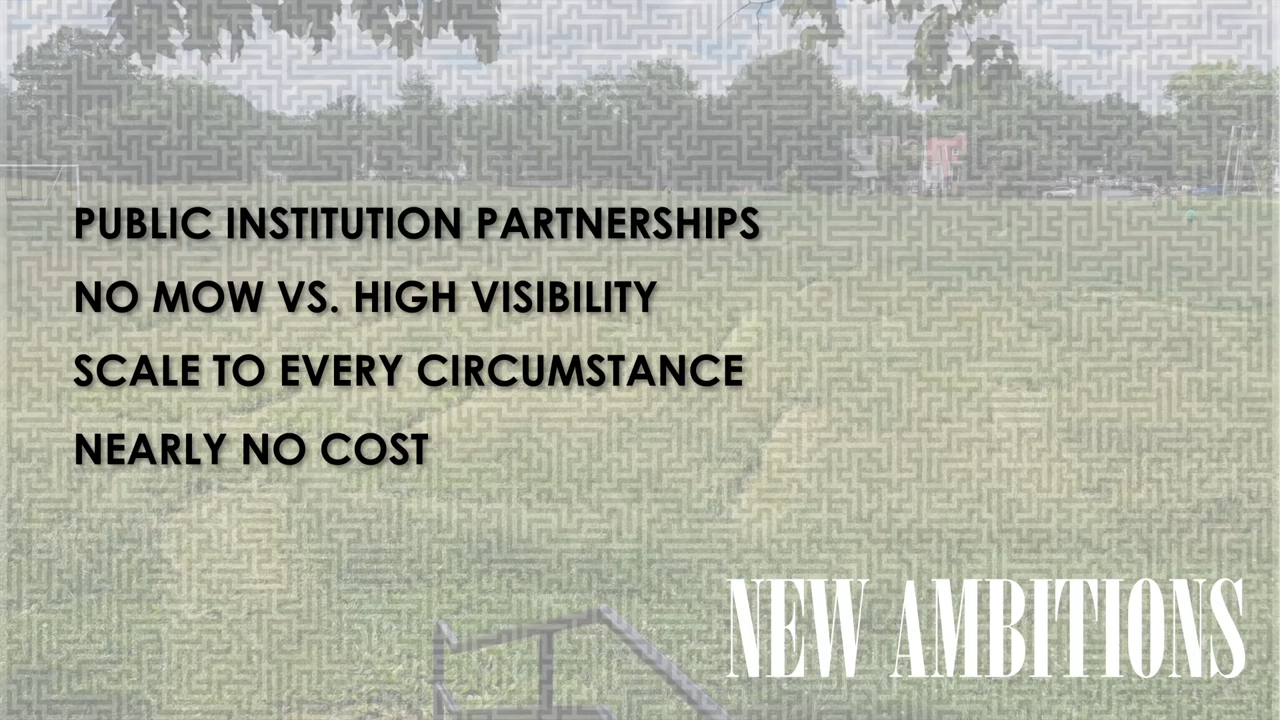 PUBLIC INSTITUTION PARTNERSHIPS
NO MOW VS. HIGH VISIBILITY
SCALE TO EVERY CIRCUMSTANCE
NEARLY NO COST
NEW AMBITIONS